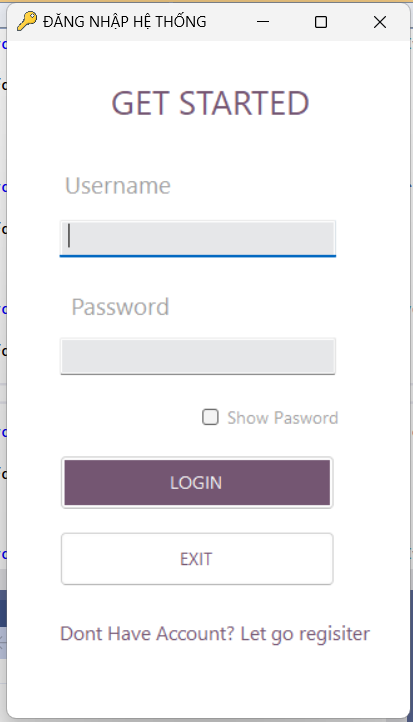 ĐĂNG NHẬP HỆ THỐNG
GET STARTED
Username
Password
Show Pasword
LOGIN
EXIT
Dont Have Account? Let go regisiter